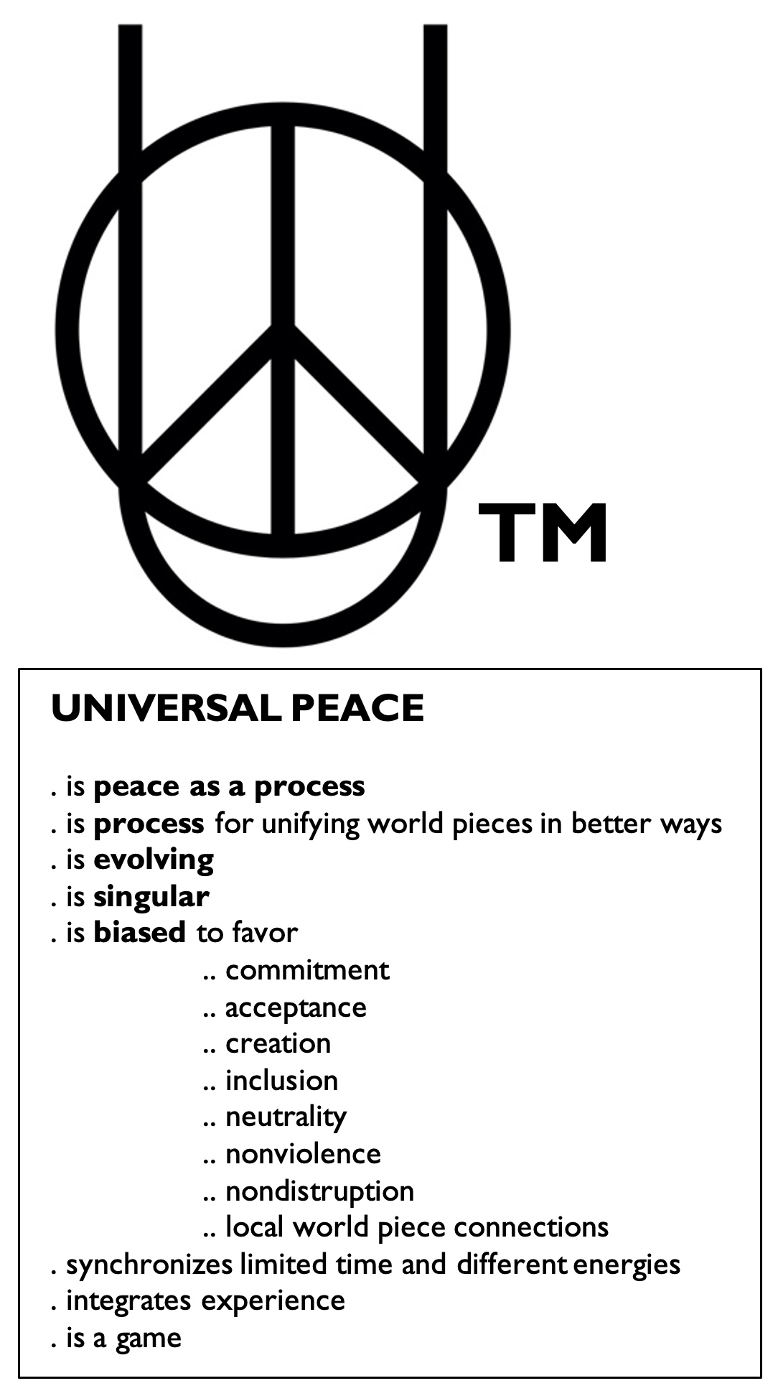 TM
UNIVERSAL PEACE
. is peace as a process
. is process for unifying world pieces in better ways
. is evolving
. is singular
. is biased to favor
.. commitment
.. acceptance
.. creation
.. inclusion
.. neutrality
.. nonviolence
.. nondistruption
.. local world piece connections
. synchronizes limited time and different energies
. integrates experience
. is a game